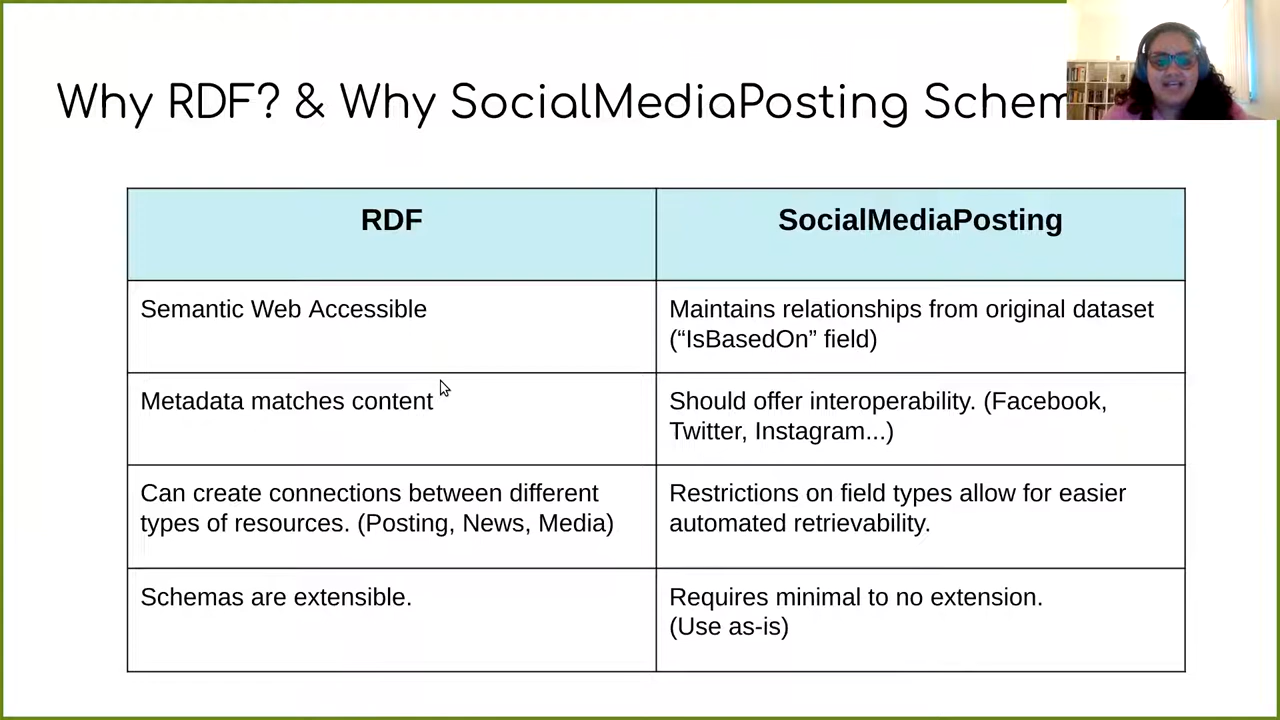 Why RDF? & Why SocialMediaPosting Schem
RDF
SocialMediaPosting
Semantic Web Accessible
Maintains relationships from original dataset
(“IsBasedOn” field)
Metadata matches content
Should offer interoperability. (Facebook,
Twitter, Instagram...)
Can create connections between different
types of resources. (Posting, News, Media)
Restrictions on field types allow for easier
automated retrievability.
Schemas are extensible.
Requires minimal to no extension.
(Use as-is)